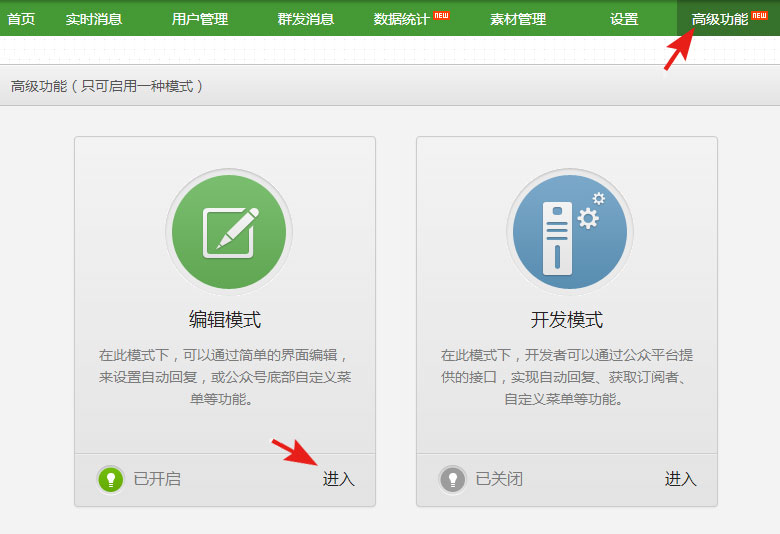 首页 实时消息 用户管理 群发消息 数据统计 NEW 素材管理 设置 高级功能 NEW
高级功能（只可启用一种模式）
编辑模式
在此模式下，可以通过简单的界面编辑，
来设置自动回复，或公众号底部自定义菜
单等功能。
已开启 进入
开发模式
在此模式下，开发者可以通过公众平台提
供的接口，实现自动回复、获取订阅者、
自定义菜单等功能。
已关闭 进入